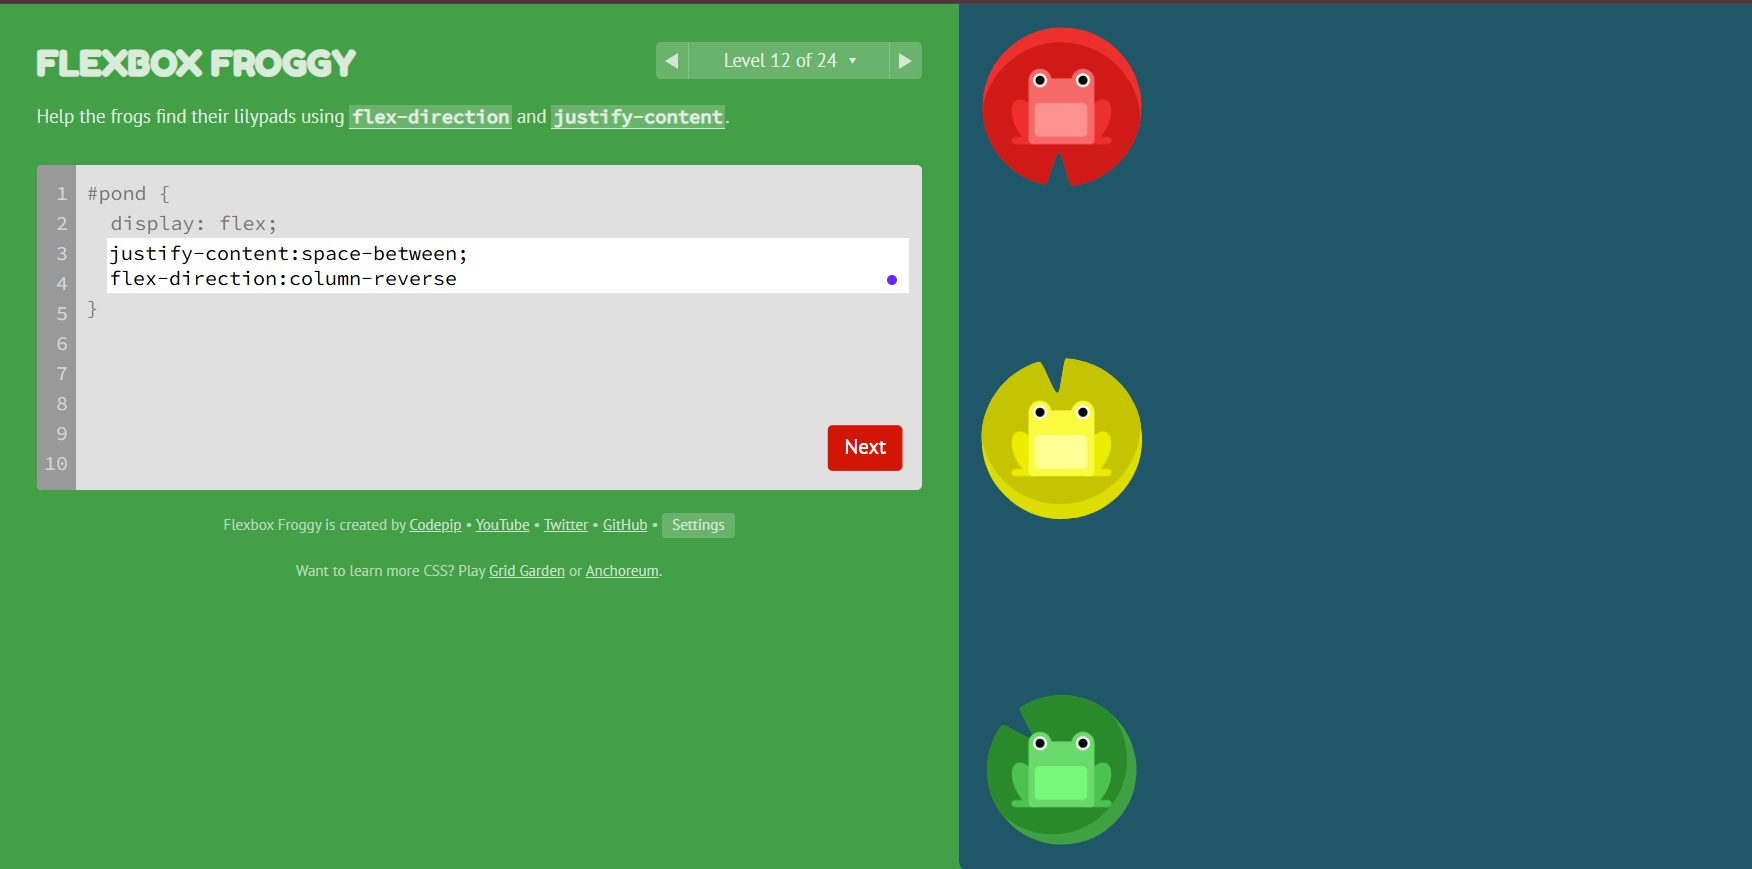 FLEXBOX FROGGY
Level 12 of 24 ▾
Help the frogs find their lilypads using flex-direction and justify-content.
1 #pond {
2 display: flex;
3 justify-content:space-between;
4 flex-direction:column-reverse
5 }
6
7
8
9
10
Next
Flexbox Froggy is created by Codepip • YouTube • Twitter • GitHub • Settings
Want to learn more CSS? Play Grid Garden or Anchoreum.